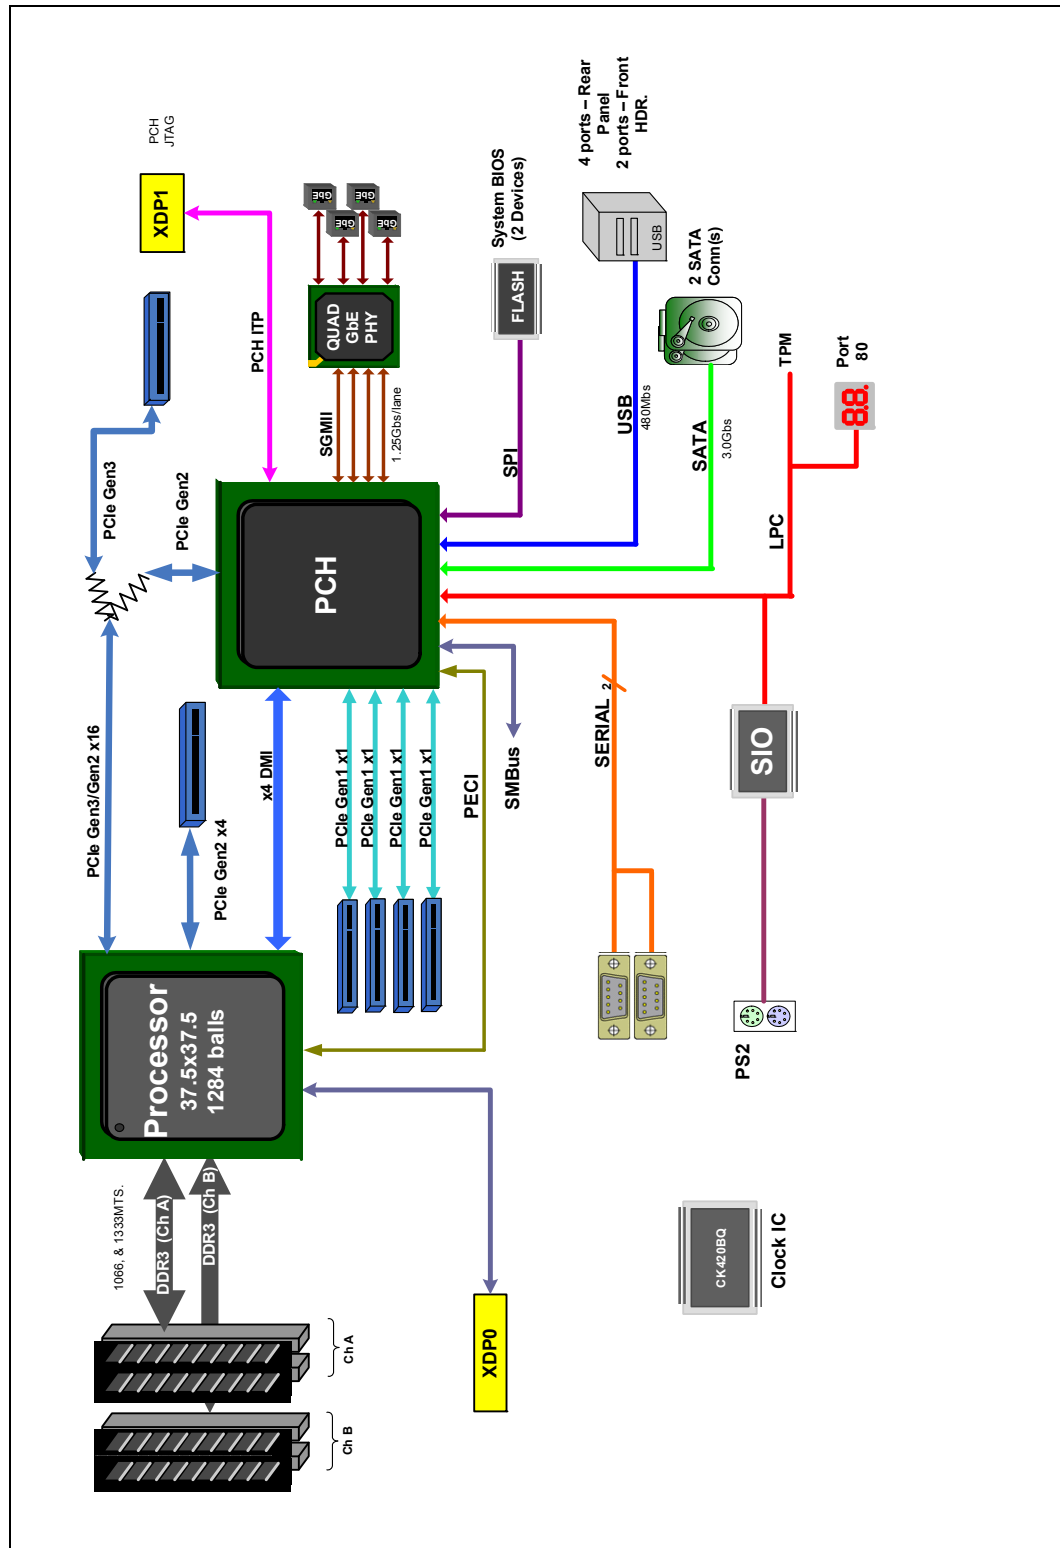 PCH
JTAG
XDP1
PCH ITP
GbE
GbE
GbE
GbE
QUAD
GbE
PHY
SGMII
1.25Gbs/lane
System BIOS
(2 Devices)
FLASH
SPI
4 ports – Rear
Panel
2 ports – Front
HDR.
USB
USB
480Mbs
2 SATA
Conn(s)
SATA
3.0Gbs
TPM
Port
80
8.8.
LPC
PCIe Gen3
PCIe Gen2
PCH
PCIe Gen3/Gen2 x16
PCIe Gen2 x4
x4 DMI
PCIe Gen1 x1
PCIe Gen1 x1
PCIe Gen1 x1
PCIe Gen1 x1
PECI
SMBus
SERIAL
2
SIO
PS2
Processor
37.5x37.5
1284 balls
1066, & 1333MTS.
DDR3 (Ch A)
DDR3 (Ch B)
Ch A
Ch B
XDP0
CK420BQ
Clock IC